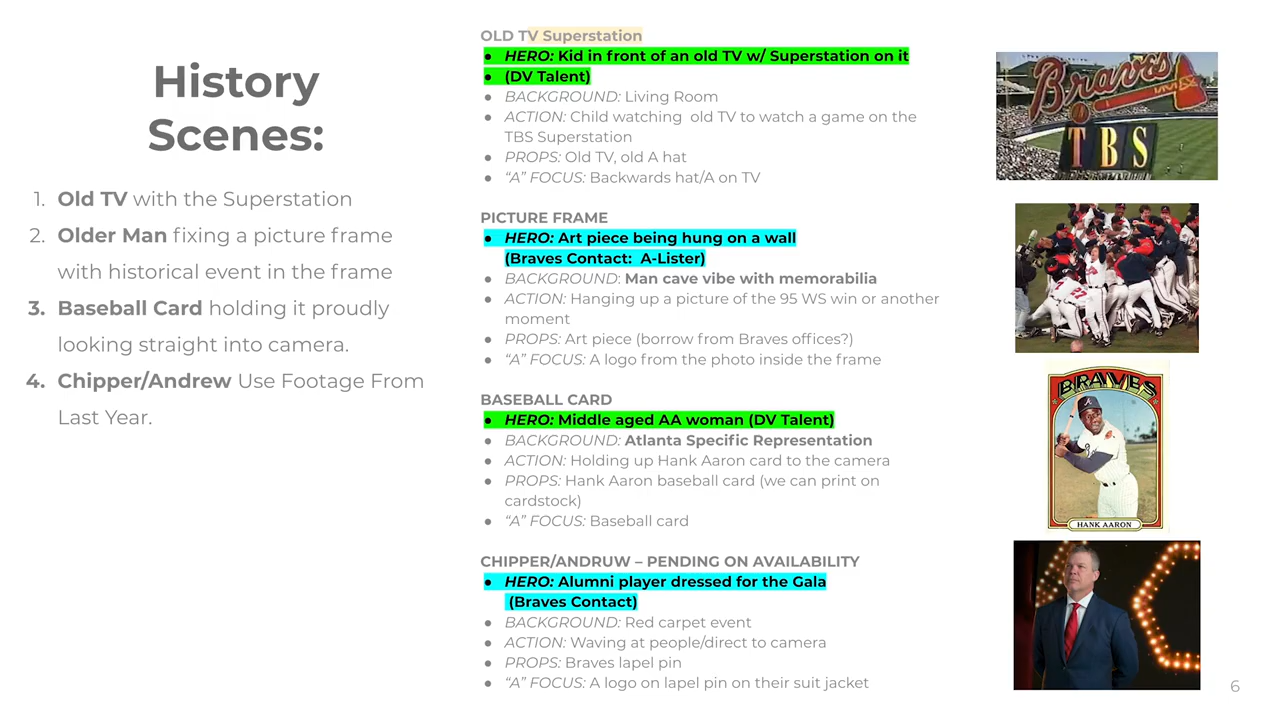 History
Scenes:
1. Old TV with the Superstation
2. Older Man fixing a picture frame
with historical event in the frame
3. Baseball Card holding it proudly
looking straight into camera.
4. Chipper/Andrew Use Footage From
Last Year.
OLD TV Superstation
● HERO: Kid in front of an old TV w/ Superstation on it
● (DV Talent)
● BACKGROUND: Living Room
● ACTION: Child watching old TV to watch a game on the
TBS Superstation
● PROPS: Old TV, old A hat
● “A” FOCUS: Backwards hat/A on TV
PICTURE FRAME
● HERO: Art piece being hung on a wall
(Braves Contact: A-Lister)
● BACKGROUND: Man cave vibe with memorabilia
● ACTION: Hanging up a picture of the 95 WS win or another
moment
● PROPS: Art piece (borrow from Braves offices?)
● “A” FOCUS: A logo from the photo inside the frame
BASEBALL CARD
● HERO: Middle aged AA woman (DV Talent)
● BACKGROUND: Atlanta Specific Representation
● ACTION: Holding up Hank Aaron card to the camera
● PROPS: Hank Aaron baseball card (we can print on
cardstock)
● “A” FOCUS: Baseball card
CHIPPER/ANDRUW – PENDING ON AVAILABILITY
● HERO: Alumni player dressed for the Gala
(Braves Contact)
● BACKGROUND: Red carpet event
● ACTION: Waving at people/direct to camera
● PROPS: Braves lapel pin
● “A” FOCUS: A logo on lapel pin on their suit jacket
Braves
TBS
27
BRAVES
HANK AARON
6